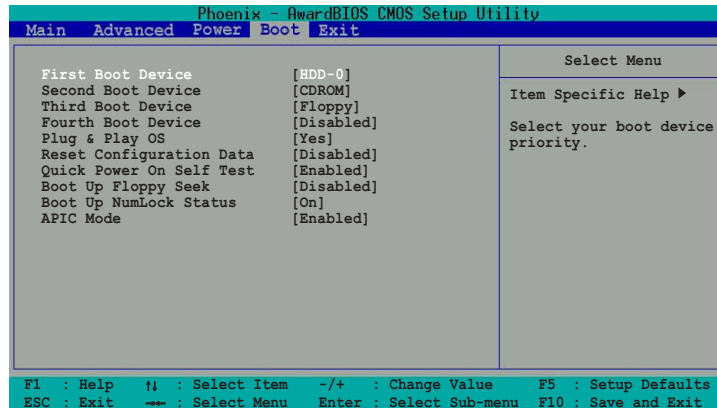 Phoenix - AwardBIOS CMOS Setup Utility
Main Advanced Power Boot Exit
Select Menu
First Boot Device [HDD-0]
Second Boot Device [CDROM]
Third Boot Device [Floppy]
Fourth Boot Device [Disabled]
Plug & Play OS [Yes]
Reset Configuration Data [Disabled]
Quick Power On Self Test [Enabled]
Boot Up Floppy Seek [Disabled]
Boot Up NumLock Status [On]
APIC Mode [Enabled]
Item Specific Help ▶
Select your boot device
priority.
F1 : Help ↑↓ : Select Item -/+ : Change Value F5 : Setup Defaults
ESC : Exit →← : Select Menu Enter : Select Sub-menu F10 : Save and Exit